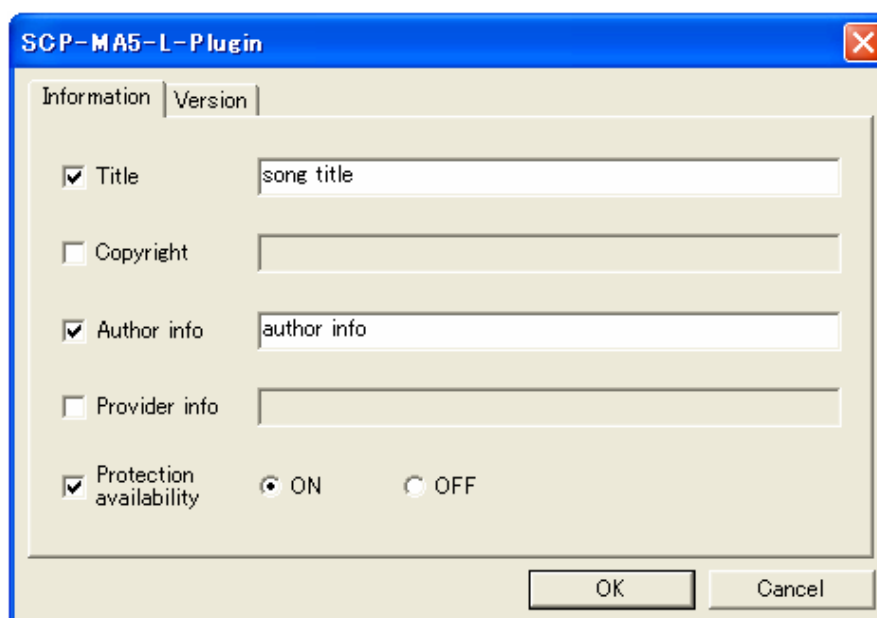 SCP-MA5-L-Plugin
Information Version
Title song title
Copyright
Author info author info
Provider info
Protection
availability ON OFF
OK Cancel